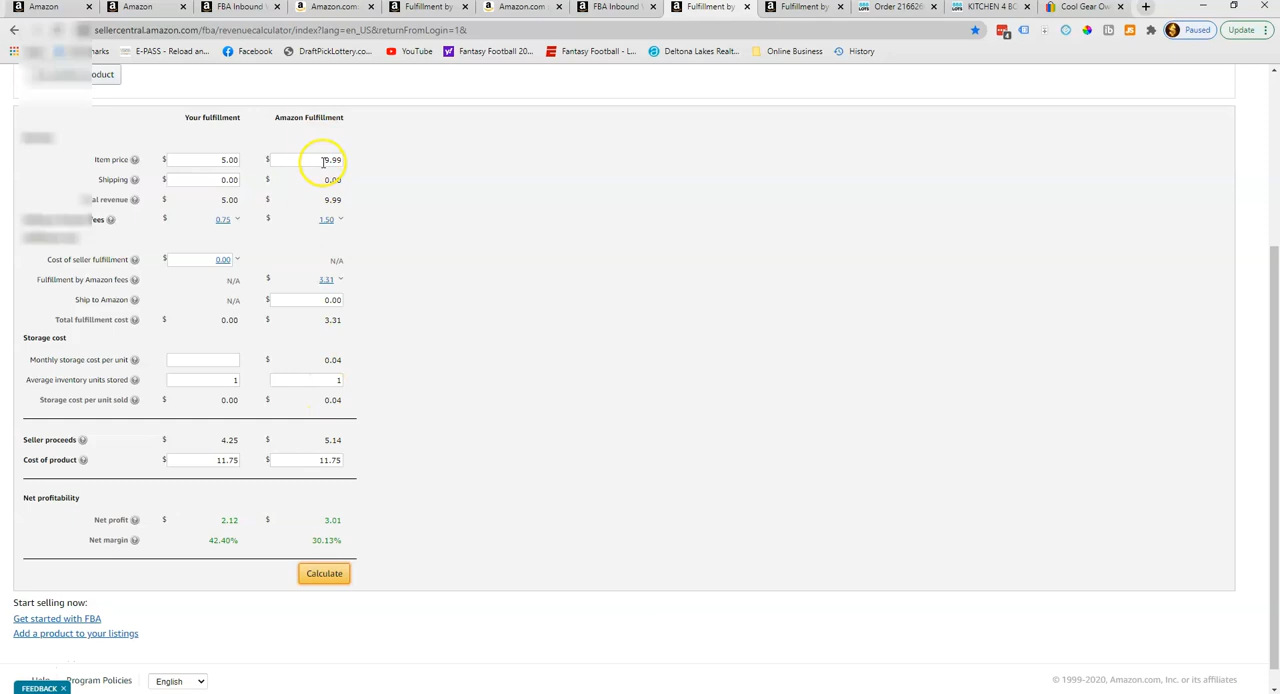 Amazon Amazon FBA Inbound Amazon.com: Fulfillment by Amazon.com FBA Inbound Fulfillment by Fulfillment by Order 21662 KITCHEN 4 BC Cool Gear Ow
sellercentral.amazon.com/fba/revenuecalculator/index?lang=en_US&returnFromLogin=1& Paused Update
E-PASS - Reload an... Facebook DraftPickLottery.co... YouTube Fantasy Football 20... Fantasy Football - L... Deltona Lakes Realt... Online Business History
Your fulfillment Amazon Fulfillment
Item price $ 5.00 $ 9.99
Shipping $ 0.00 $ 0.00
$ 5.00 $ 9.99
$ 0.75 $ 1.50
Cost of seller fulfillment $ 0.00 N/A
Fulfillment by Amazon fees N/A $ 3.31
Ship to Amazon N/A $ 0.00
Total fulfillment cost $ 0.00 $ 3.31
Storage cost
Monthly storage cost per unit $ 0.04
Average inventory units stored 1 1
Storage cost per unit sold $ 0.00 $ 0.04
Seller proceeds $ 4.25 $ 5.14
Cost of product $ 11.75 $ 11.75
Net profitability
Net profit $ 2.12 $ 3.01
Net margin 42.40% 30.13%
Calculate
Start selling now:
Get started with FBA
Add a product to your listings
Help Program Policies English © 1999-2020, Amazon.com, Inc. or its affiliates
FEEDBACK ×